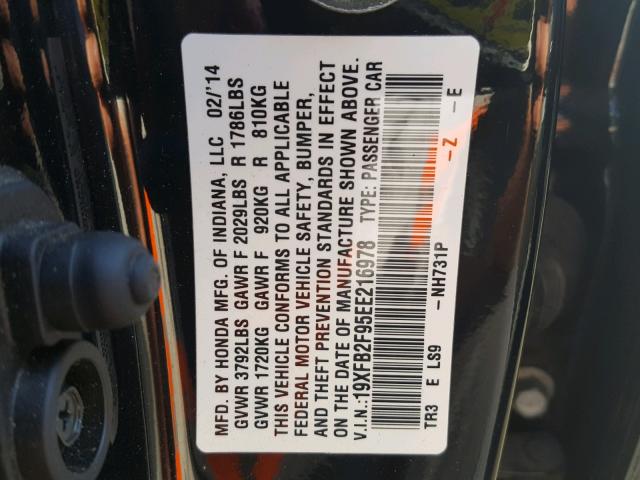 MFD. BY HONDA MFG. OF INDIANA, LLC 02/'14
GVWR 3792LBS GAWR F 2029LBS R 1786LBS
GVWR 1720KG GAWR F 920KG R 810KG
THIS VEHICLE CONFORMS TO ALL APPLICABLE
FEDERAL MOTOR VEHICLE SAFETY, BUMPER,
AND THEFT PREVENTION STANDARDS IN EFFECT
ON THE DATE OF MANUFACTURE SHOWN ABOVE.
V.I.N.:19XFB2F95EE216978 TYPE: PASSENGER CAR
TR3 E LS9 -NH731P -Z -E